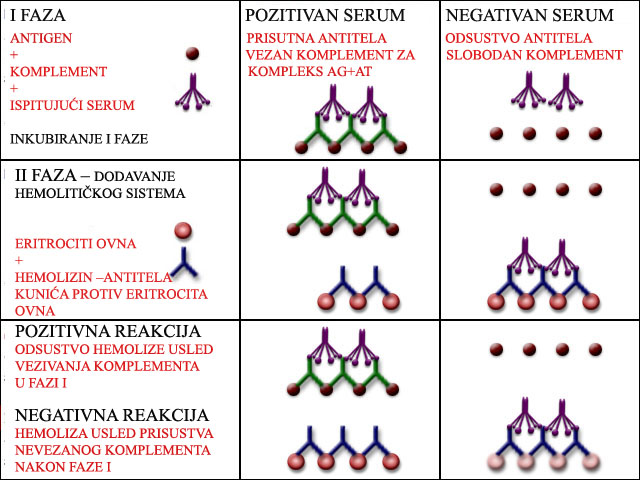 I FAZA
ANTIGEN
+
KOMPLEMENT
+
ISPITUJUĆI SERUM
INKUBIRANJE I FAZE
POZITIVAN SERUM
PRISUTNA ANTITELA
VEZAN KOMPLEMENT ZA
KOMPLEKS AG+AT
NEGATIVAN SERUM
ODSUSTVO ANTITELA
SLOBODAN KOMPLEMENT
II FAZA – DODAVANJE
HEMOLITIČKOG SISTEMA
ERITROCITI OVNA
+
HEMOLIZIN –ANTITELA
KUNIĆA PROTIV ERITROCITA
OVNA
POZITIVNA REAKCIJA
ODSUSTVO HEMOLIZE USLED
VEZIVANJA KOMPLEMENTA
U FAZI I
NEGATIVNA REAKCIJA
HEMOLIZA USLED PRISUSTVA
NEVEZANOG KOMPLEMENTA
NAKON FAZE I